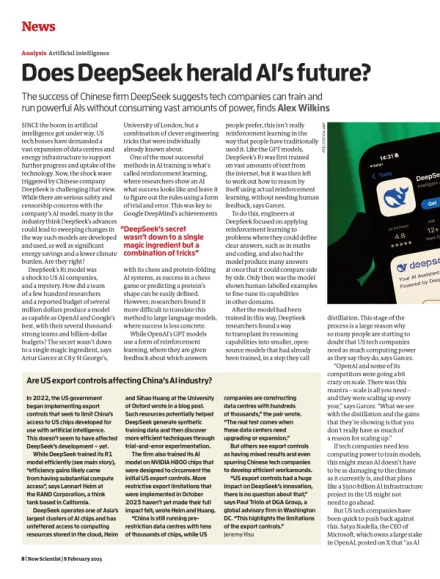 News
Analysis Artificial intelligence
Does DeepSeek herald AI's future?
The success of Chinese firm DeepSeek suggests tech companies can train and
run powerful AIs without consuming vast amounts of power, finds Alex Wilkins
SINCE the boom in artificial
intelligence got under way, US
tech bosses have demanded a
vast expansion of data centres and
energy infrastructure to support
further progress and uptake of the
technology. Now, the shock wave
triggered by Chinese company
DeepSeek is challenging that view.
While there are serious safety and
censorship concerns with the
company's AI model, many in the
industry think DeepSeek's advances
could lead to sweeping changes in
the way such models are developed
and used, as well as significant
energy savings and a lower climate
burden. Are they right?
DeepSeek's R1 model was
a shock to US AI companies,
and a mystery. How did a team
of a few hundred researchers
and a reported budget of several
million dollars produce a model
as capable as OpenAI and Google's
best, with their several thousand-
strong teams and billion-dollar
budgets? The secret wasn't down
to a single magic ingredient, says
Artur Garcez at City St George's,
University of London, but a
combination of clever engineering
tricks that were individually
already known about.
One of the most successful
methods in AI training is what's
called reinforcement learning,
where researchers show an AI
what success looks like and leave it
to figure out the rules using a form
of trial and error. This was key to
Google DeepMind's achievements
"DeepSeek's secret
wasn't down to a single
magic ingredient but a
combination of tricks"
with its chess and protein-folding
AI systems, as success in a chess
game or predicting a protein's
shape can be easily defined.
However, researchers found it
more difficult to translate this
method to large language models,
where success is less concrete.
While OpenAI's GPT models
use a form of reinforcement
learning, where they are given
feedback about which answers
people prefer, this isn't really
reinforcement learning in the
way that people have traditionally
used it. Like the GPT models,
DeepSeek's R1 was first trained
on vast amounts of text from
the internet, but it was then left
to work out how to reason by
itself using actual reinforcement
learning, without needing human
feedback, says Garcez.
To do this, engineers at
DeepSeek focused on applying
reinforcement learning to
problems where they could define
clear answers, such as in maths
and coding, and also had the
model produce many answers
at once that it could compare side
by side. Only then was the model
shown human-labelled examples
to fine-tune its capabilities
in other domains.
After the model had been
trained in this way, DeepSeek
researchers found a way
to transplant its reasoning
capabilities into smaller, open-
source models that had already
been trained, in a step they call
14:31
DeepSeek
Intelligent
Get
4.8
12+
deepseek
Your AI Assistant
Powered by Deep
distillation. This stage of the
process is a large reason why
so many people are starting to
doubt that US tech companies
need as much computing power
as they say they do, says Garcez.
"OpenAI and some of its
competitors were going a bit
crazy on scale. There was this
mantra – scale is all you need –
and they were scaling up every
year," says Garcez. "What we see
with the distillation and the gains
that they're showing is that you
don't really have as much of
a reason for scaling up."
If tech companies need less
computing power to train models,
this might mean AI doesn't have
to be as damaging to the climate
as it currently is, and that plans
like a $500 billion AI infrastructure
project in the US might not
need to go ahead.
But US tech companies have
been quick to push back against
this. Satya Nadella, the CEO of
Microsoft, which owns a large stake
in OpenAI, posted on X that "as AI
Are US export controls affecting China's AI industry?
In 2022, the US government
began implementing export
controls that seek to limit China's
access to US chips developed for
use with artificial intelligence.
This doesn't seem to have affected
DeepSeek's development – yet.
While DeepSeek trained its R1
model efficiently (see main story),
"efficiency gains likely came
from having substantial compute
access", says Lennart Heim at
the RAND Corporation, a think
tank based in California.
DeepSeek operates one of Asia's
largest clusters of AI chips and has
unfettered access to computing
resources stored in the cloud, Heim
and Sihao Huang at the University
of Oxford wrote in a blog post.
Such resources potentially helped
DeepSeek generate synthetic
training data and then discover
more efficient techniques through
trial-and-error experimentation.
The firm also trained its AI
model on NVIDIA H800 chips that
were designed to circumvent the
initial US export controls. More
restrictive export limitations that
were implemented in October
2023 haven't yet made their full
impact felt, wrote Heim and Huang.
"China is still running pre-
restriction data centres with tens
of thousands of chips, while US
companies are constructing
data centres with hundreds
of thousands," the pair wrote.
"The real test comes when
these data centers need
upgrading or expansion."
But others see export controls
as having mixed results and even
spurring Chinese tech companies
to develop efficient workarounds.
"US export controls had a huge
impact on DeepSeek's innovation,
there is no question about that,"
says Paul Triolo at DGA Group, a
global advisory firm in Washington
DC. "This highlights the limitations
of the export controls."
Jeremy Hsu
8 | New Scientist | 8 February 2025